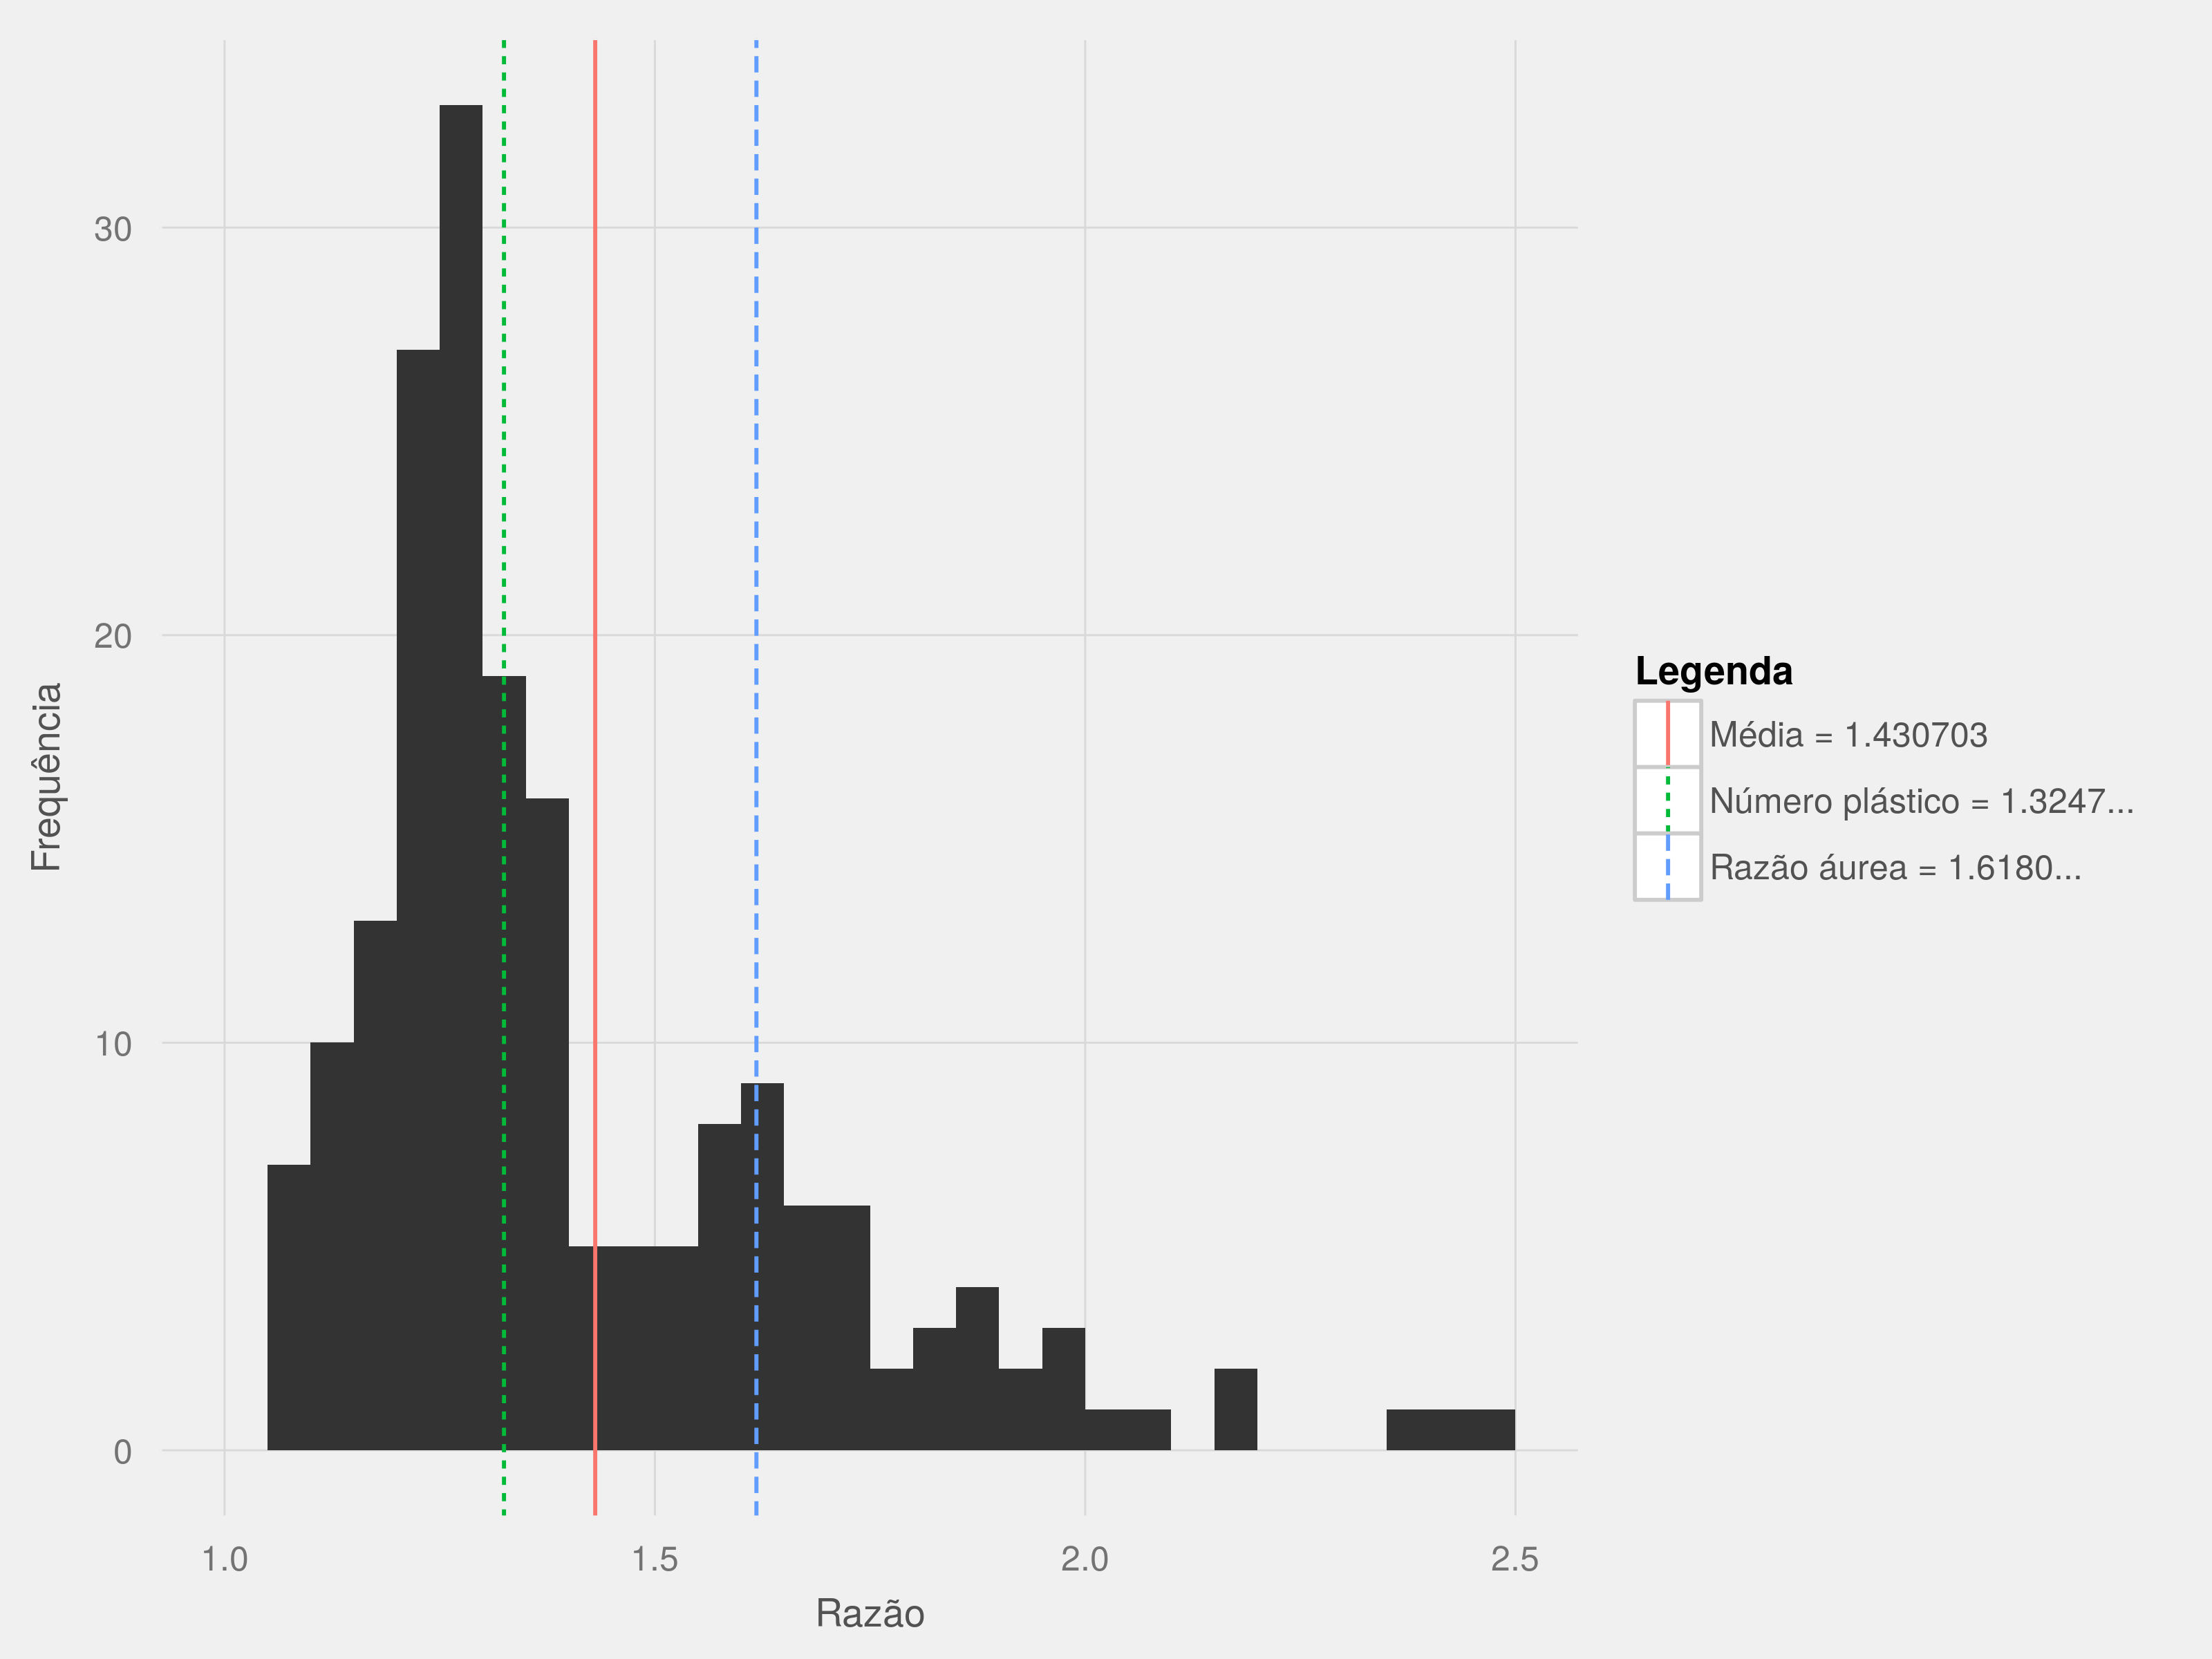 30
20
10
0
Frequência
1.0
1.5
2.0
2.5
Razão
Legenda
Média = 1.430703
Número plástico = 1.3247...
Razão áurea = 1.6180...